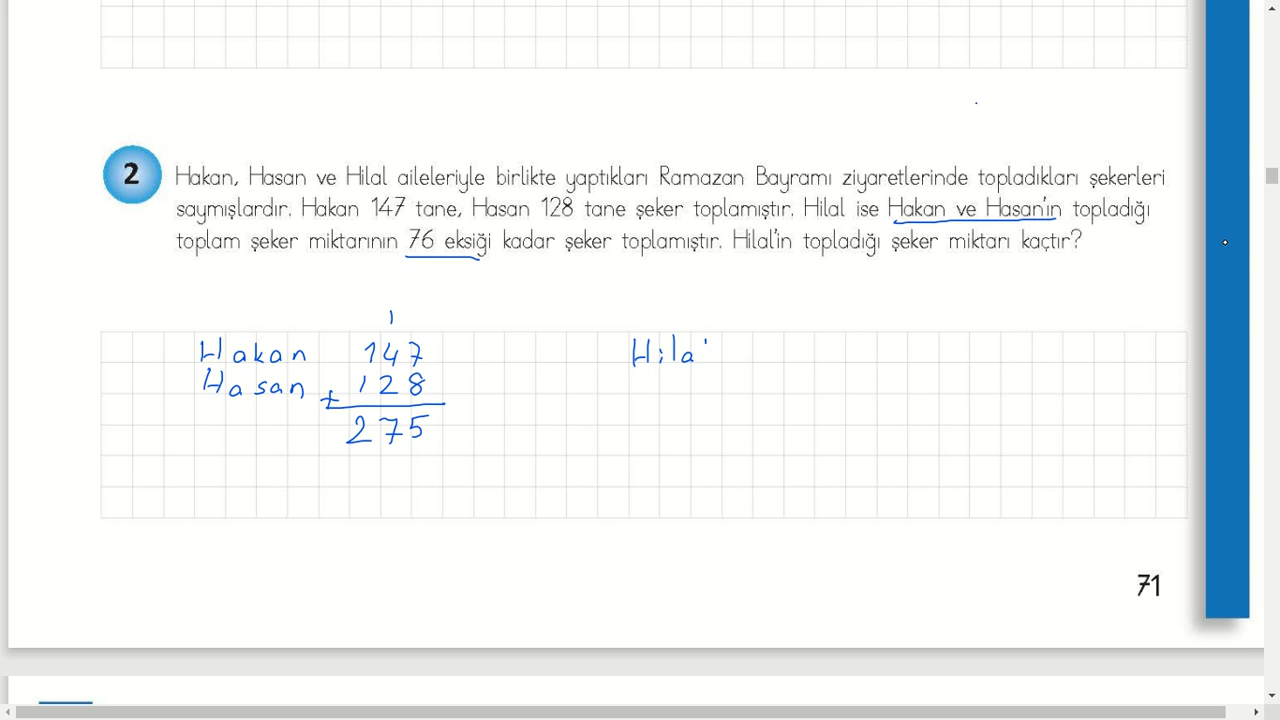 2
Hakan, Hasan ve Hilal aileleriyle birlikte yaptıkları Ramazan Bayramı ziyaretlerinde topladıkları şekerleri
saymışlardır. Hakan 147 tane, Hasan 128 tane şeker toplamıştır. Hilal ise Hakan ve Hasan'ın topladığı
toplam şeker miktarının 76 eksiği kadar şeker toplamıştır. Hilal'in topladığı şeker miktarı kaçtır?
1
Hakan 147
Hasan + 128
275
Hila'
71